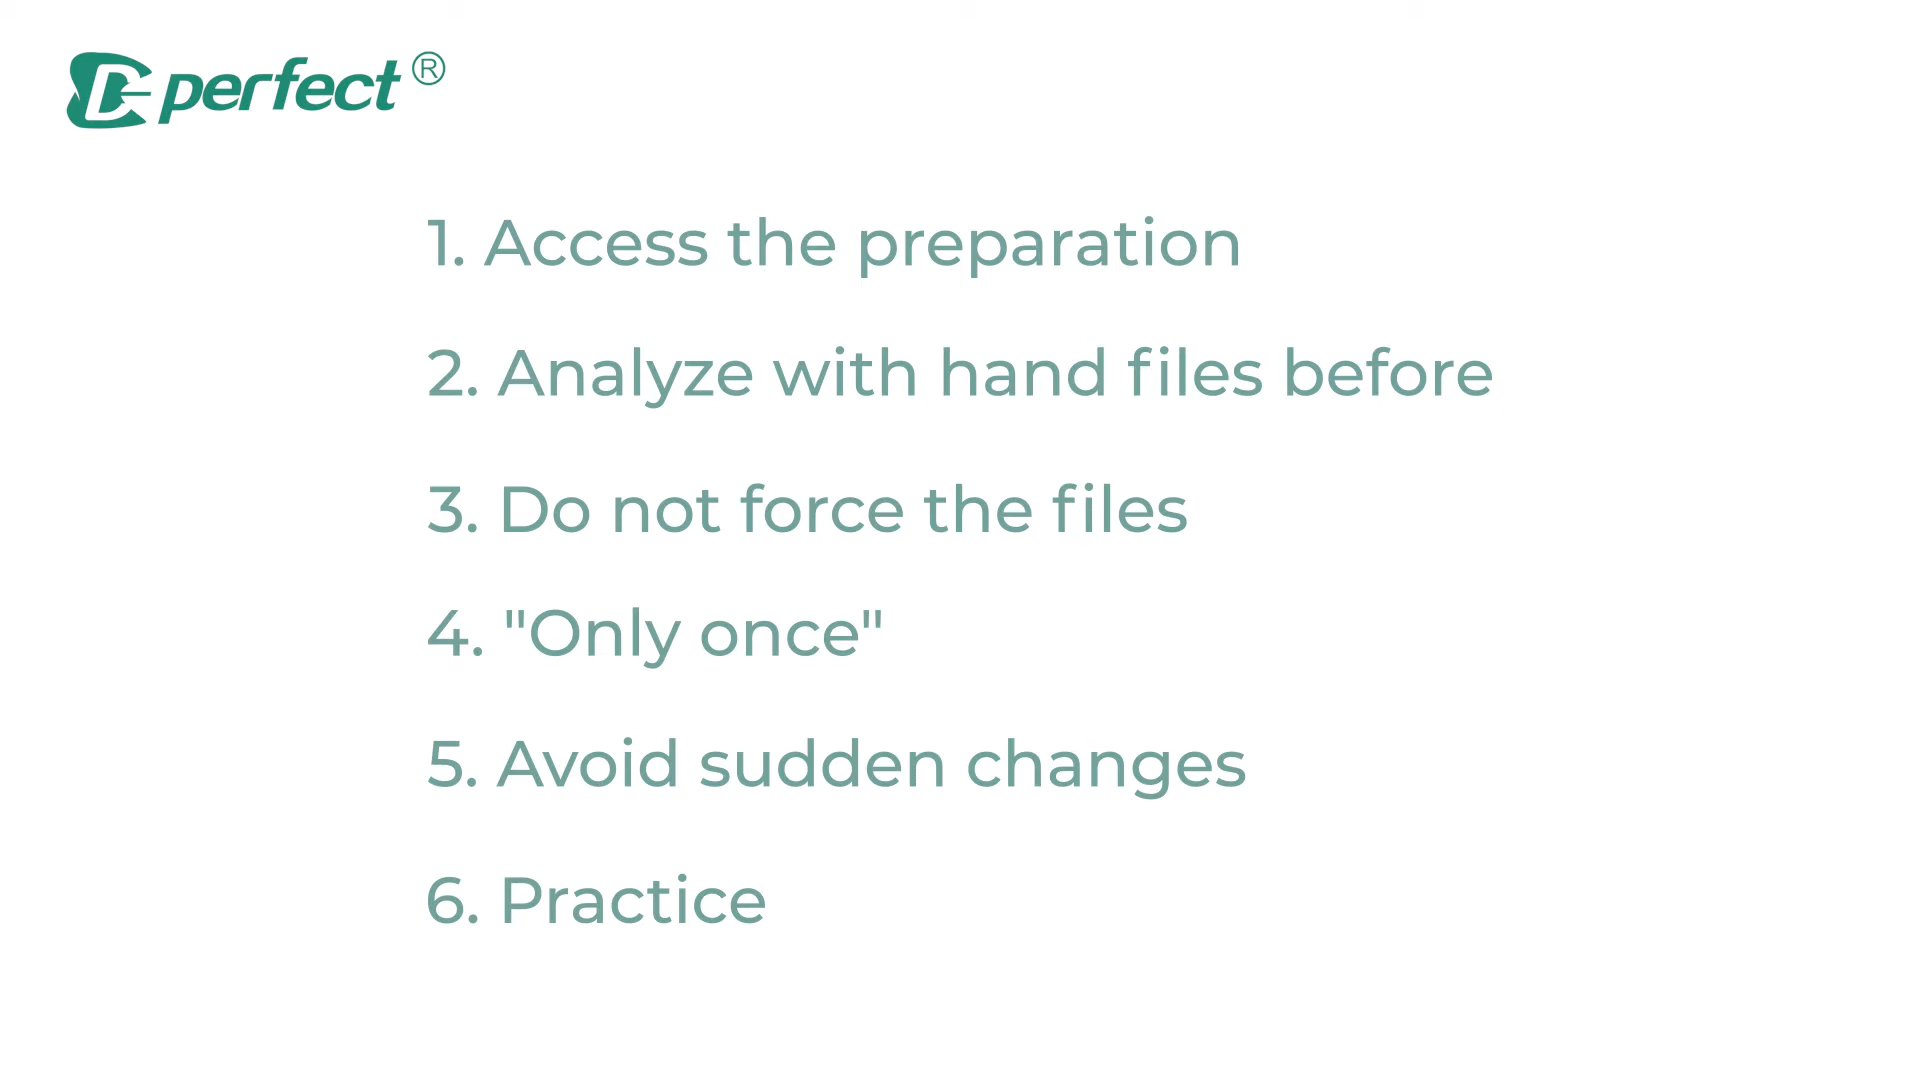 perfect®
1. Access the preparation
2. Analyze with hand files before
3. Do not force the files
4. "Only once"
5. Avoid sudden changes
6. Practice